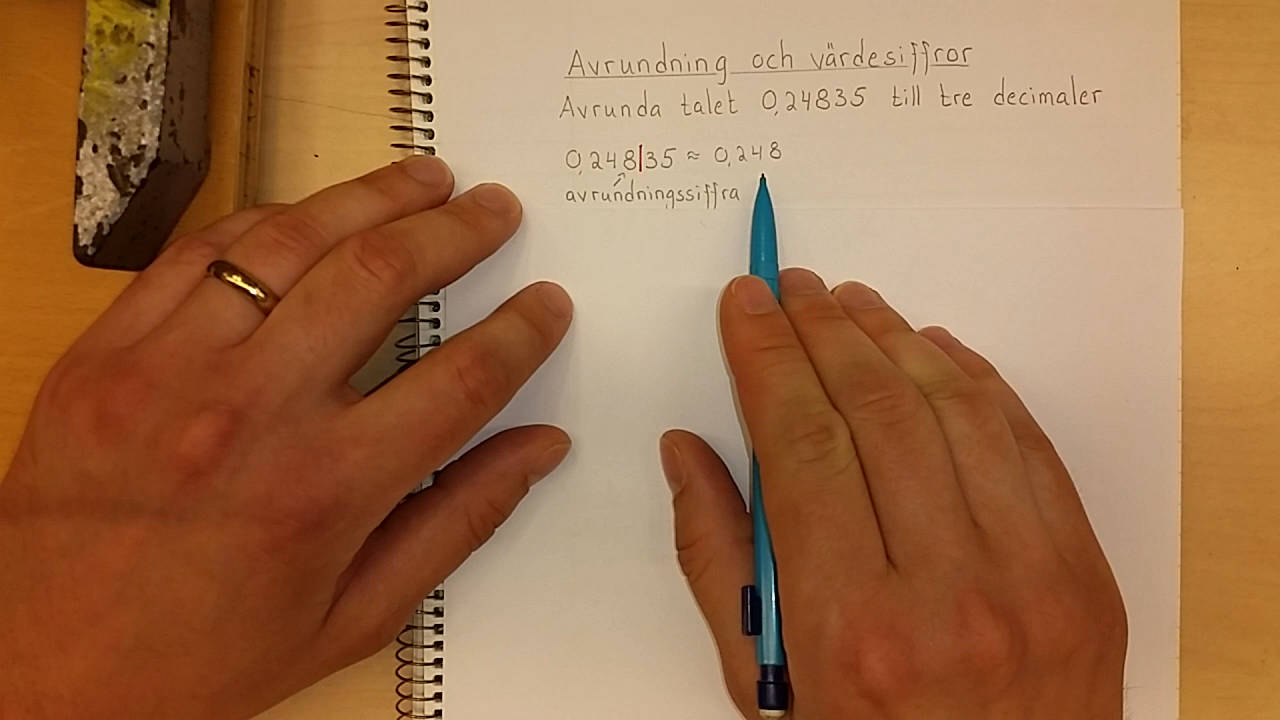 Avrundning och värdesiffror
Avrunda talet 0,24835 till tre decimaler
0,248|35 ≈ 0,248
avrundningssiffra